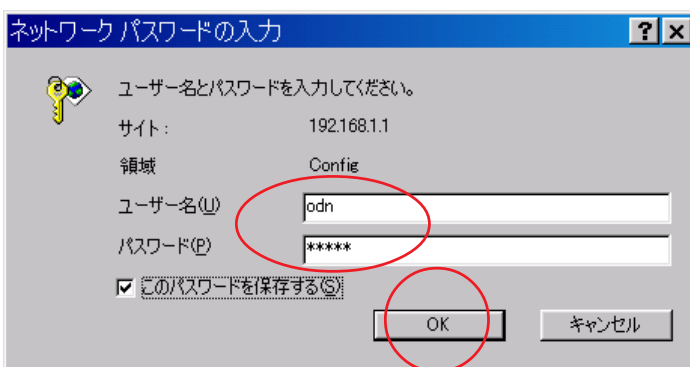 ネットワーク パスワードの入力
ユーザー名とパスワードを入力してください。
サイト: 192.168.1.1
領域 Config
ユーザー名(U) odn
パスワード(P) *****
このパスワードを保存する(S)
OK キャンセル